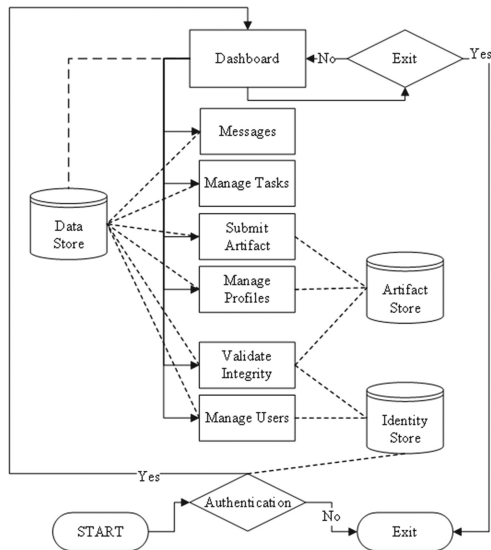 Dashboard
No
Exit
Yes
Messages
Manage Tasks
Data
Store
Submit
Artifact
Manage
Profiles
Artifact
Store
Validate
Integrity
Manage Users
Identity
Store
Yes
Authentication
No
START
Exit